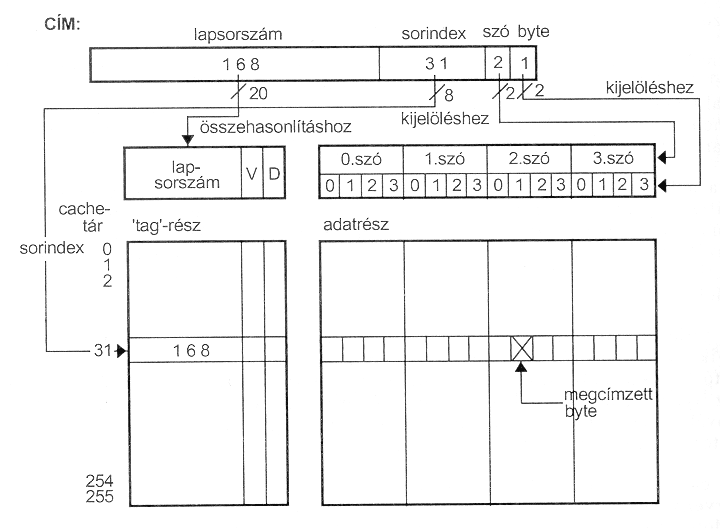 CÍM:
lapsorszám sorindex szó byte
1 6 8 3 1 2 1
20 8 2 2
összehasonlításhoz kijelöléshez kijelöléshez
lap-
sorszám V D
0.szó 1.szó 2.szó 3.szó
0 1 2 3 0 1 2 3 0 1 2 3 0 1 2 3
cache-
tár
'tag'-rész adatrész
sorindex 0
1
2
31 1 6 8
megcímzett
byte
254
255